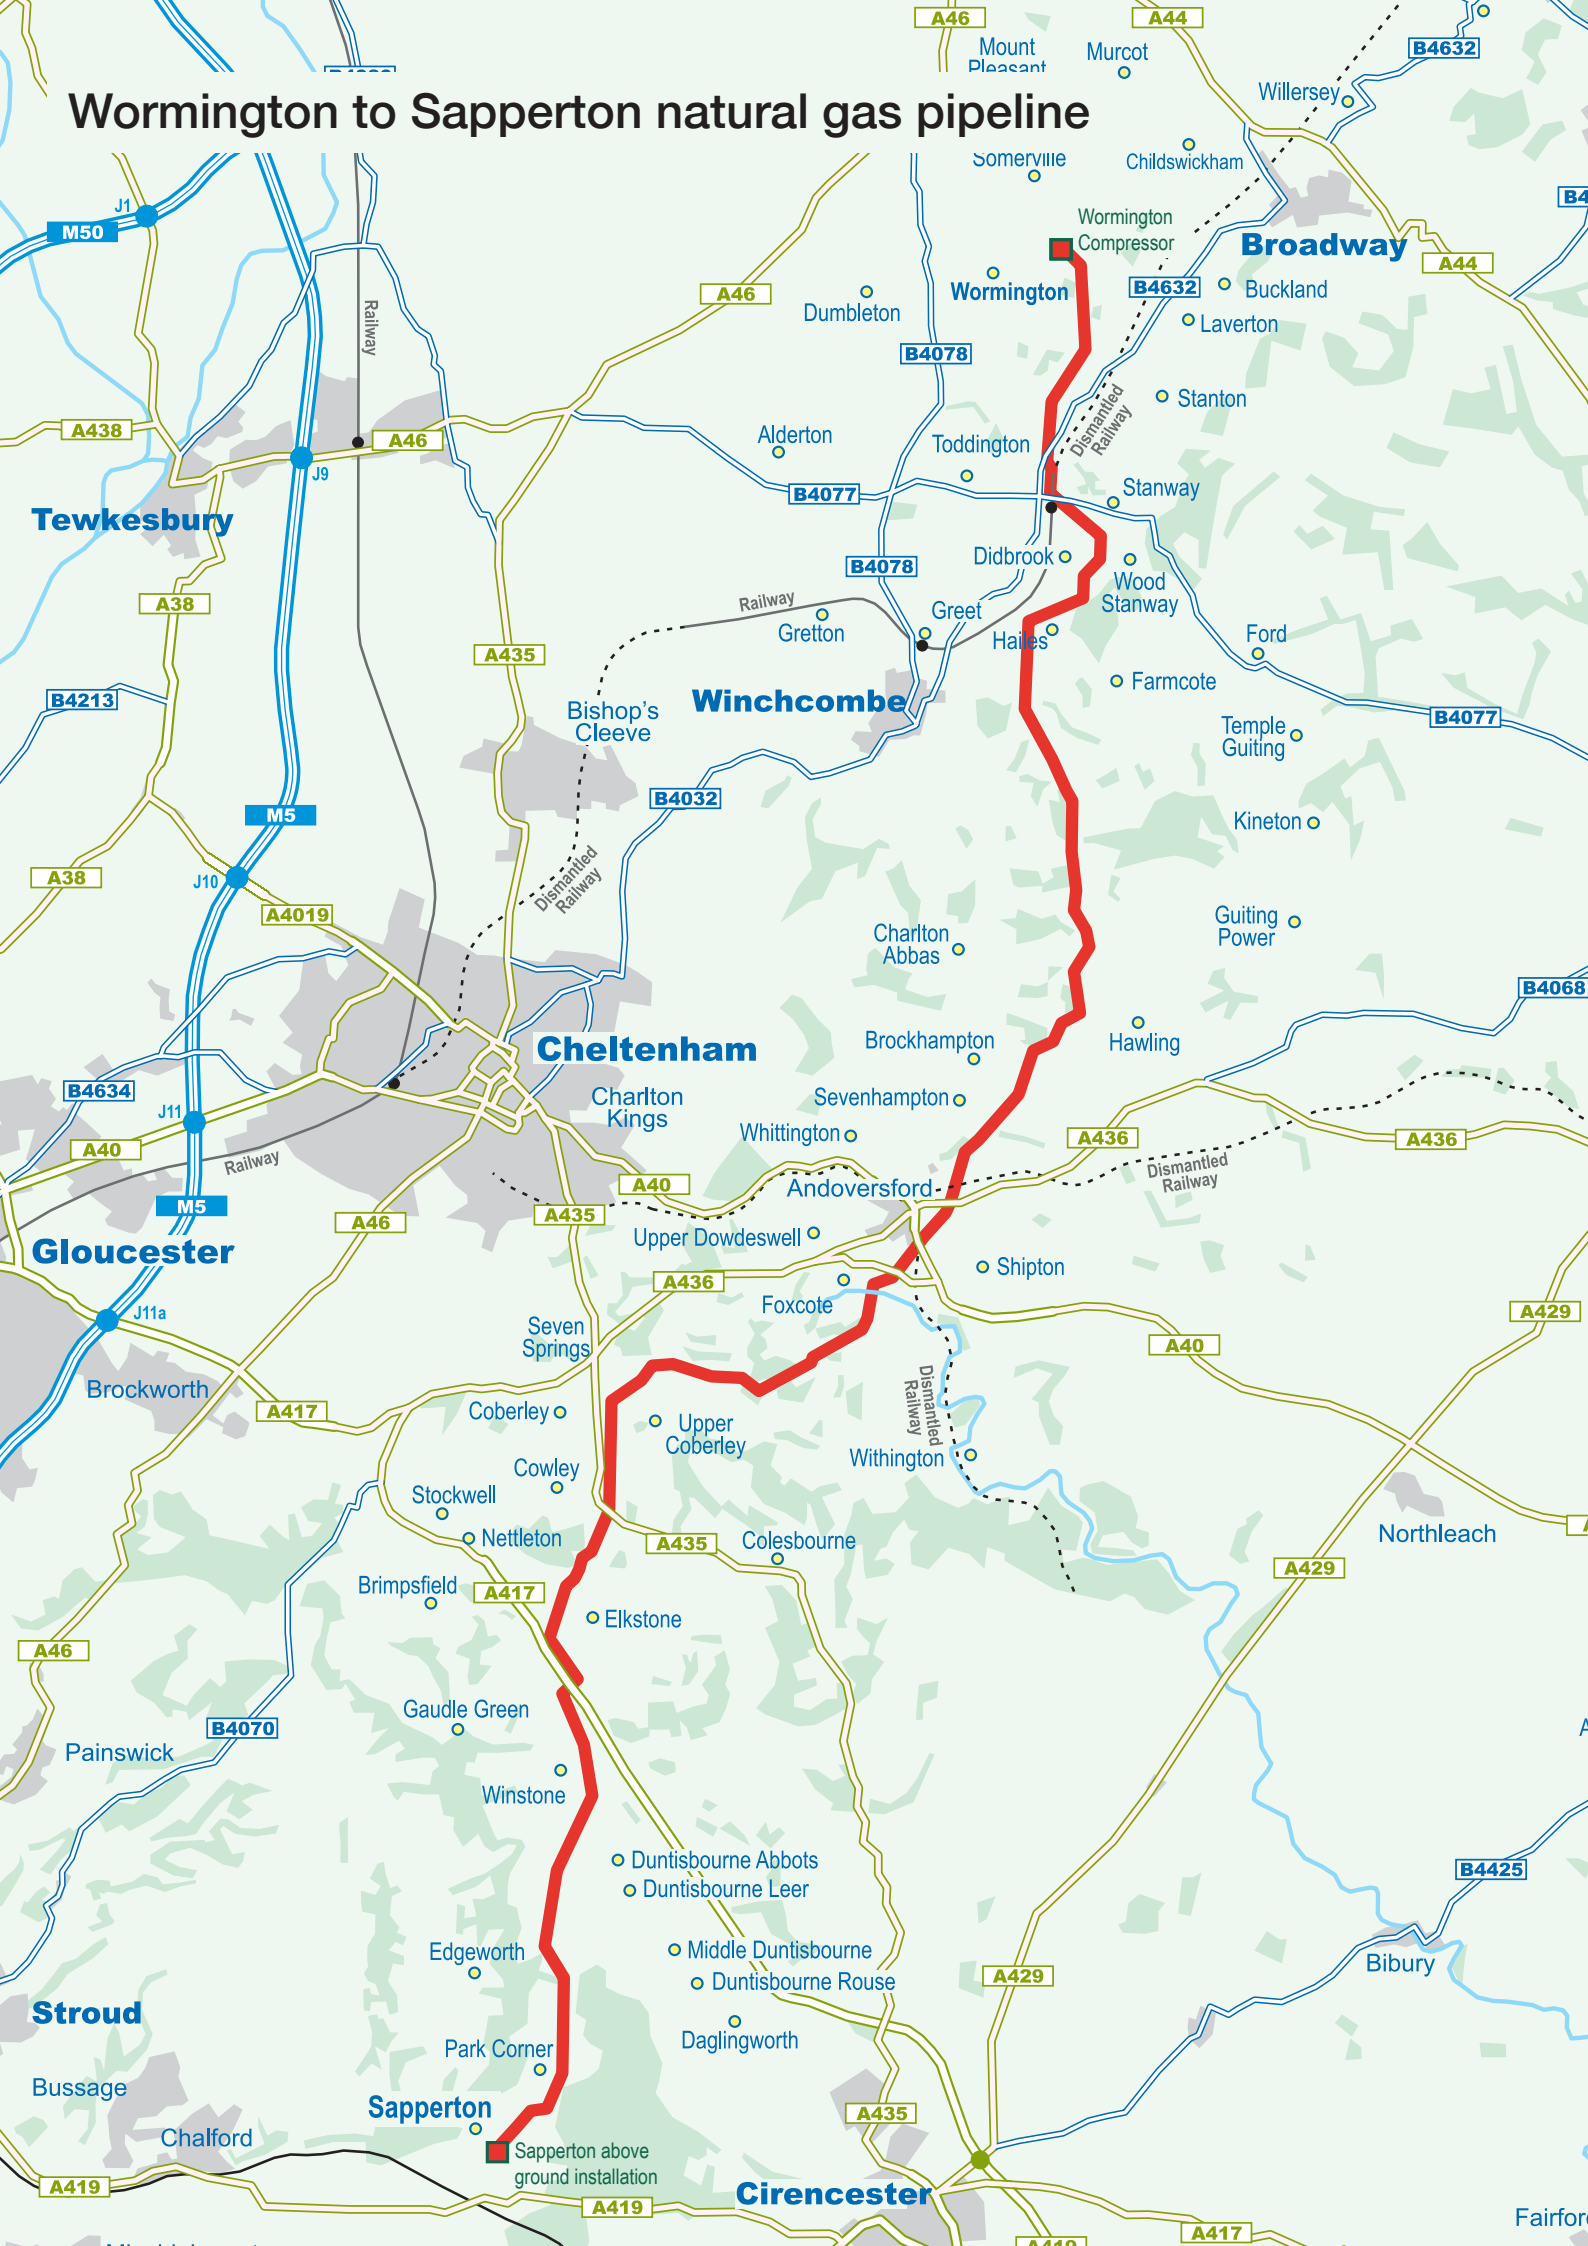 A46
A44
Mount
Pleasant
Murcot
B4632
Willersey
Wormington to Sapperton natural gas pipeline
Somerville
Childswickham
J1
M50
Wormington
Compressor
Broadway
A44
A46
Wormington
B4632
Buckland
Dumbleton
Laverton
Railway
B4078
Stanton
A438
A46
Alderton
Toddington
Dismantled
Railway
J9
B4077
Stanway
Tewkesbury
Didbrook
B4078
Wood
Stanway
A38
Railway
Greet
Gretton
Hailes
Ford
A435
Farmcote
B4213
Winchcombe
Bishop's
Cleeve
Temple
Guiting
B4077
B4032
M5
Kineton
A38
J10
Dismantled
Railway
A4019
Guiting
Power
Charlton
Abbas
B4068
Brockhampton
Hawling
Cheltenham
B4634
Charlton
Kings
Sevenhampton
J11
Whittington
A436
A436
A40
Railway
Dismantled
Railway
A40
Andoversford
M5
A46
A435
Gloucester
Upper Dowdeswell
Shipton
A436
Foxcote
J11a
A429
Seven
Springs
A40
Brockworth
Dismantled
Railway
A417
Coberley
Upper
Coberley
Withington
Cowley
Stockwell
Nettleton
A435
Colesbourne
Northleach
A429
Brimpsfield
A417
Elkstone
A46
Gaudle Green
B4070
Painswick
Winstone
Duntisbourne Abbots
Duntisbourne Leer
B4425
Edgeworth
Middle Duntisbourne
Duntisbourne Rouse
A429
Bibury
Stroud
Daglingworth
Park Corner
Bussage
Sapperton
A435
Chalford
Sapperton above
ground installation
A419
Cirencester
A419
A417
A419